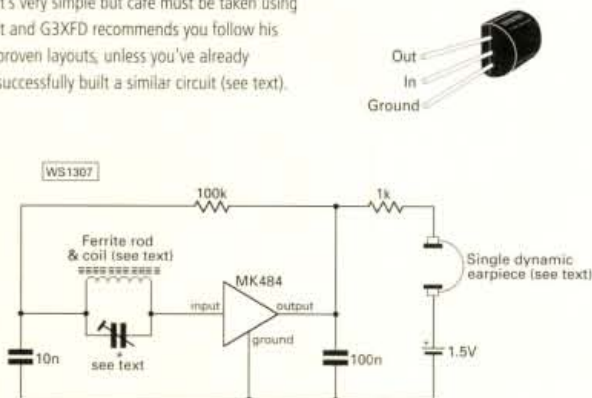 t's very simple but care must be taken using
t and G3XFD recommends you follow his
proven layouts, unless you've already
successfully built a similar circuit (see text).
Out
In
Ground
WS1307
100k
1k
Ferrite rod
& coil (see text)
MK484
input
output
ground
Single dynamic
earpiece (see text)
10n
*
see text
100n
+
1.5V